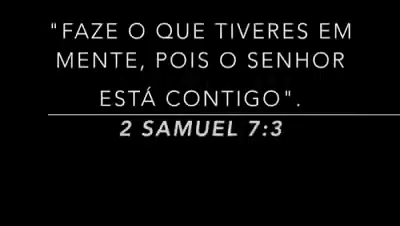 "FAZE O QUE TIVERES EM
MENTE, POIS O SENHOR
ESTÁ CONTIGO".
2 SAMUEL 7:3